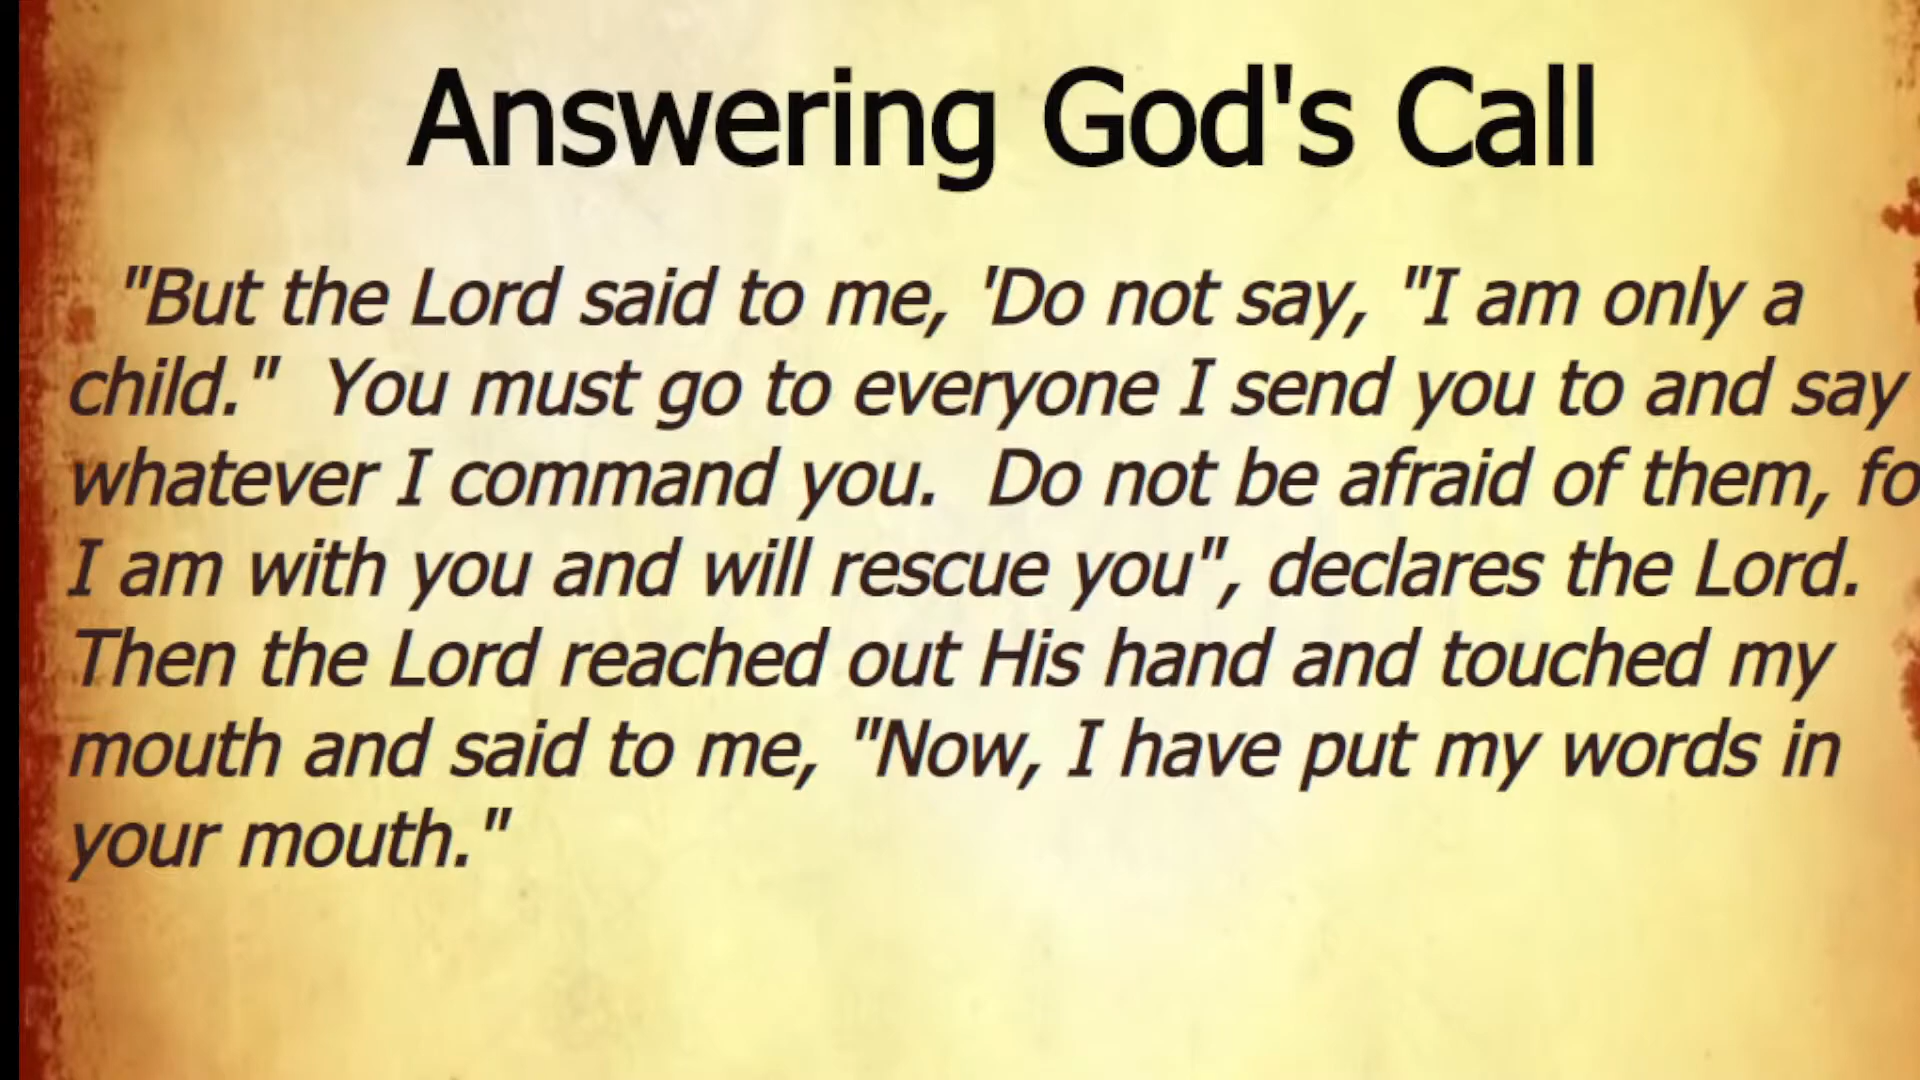 Answering God's Call
"But the Lord said to me, 'Do not say, "I am only a
child."  You must go to everyone I send you to and say
whatever I command you.  Do not be afraid of them, fo
I am with you and will rescue you", declares the Lord.
Then the Lord reached out His hand and touched my
mouth and said to me, "Now, I have put my words in
your mouth."